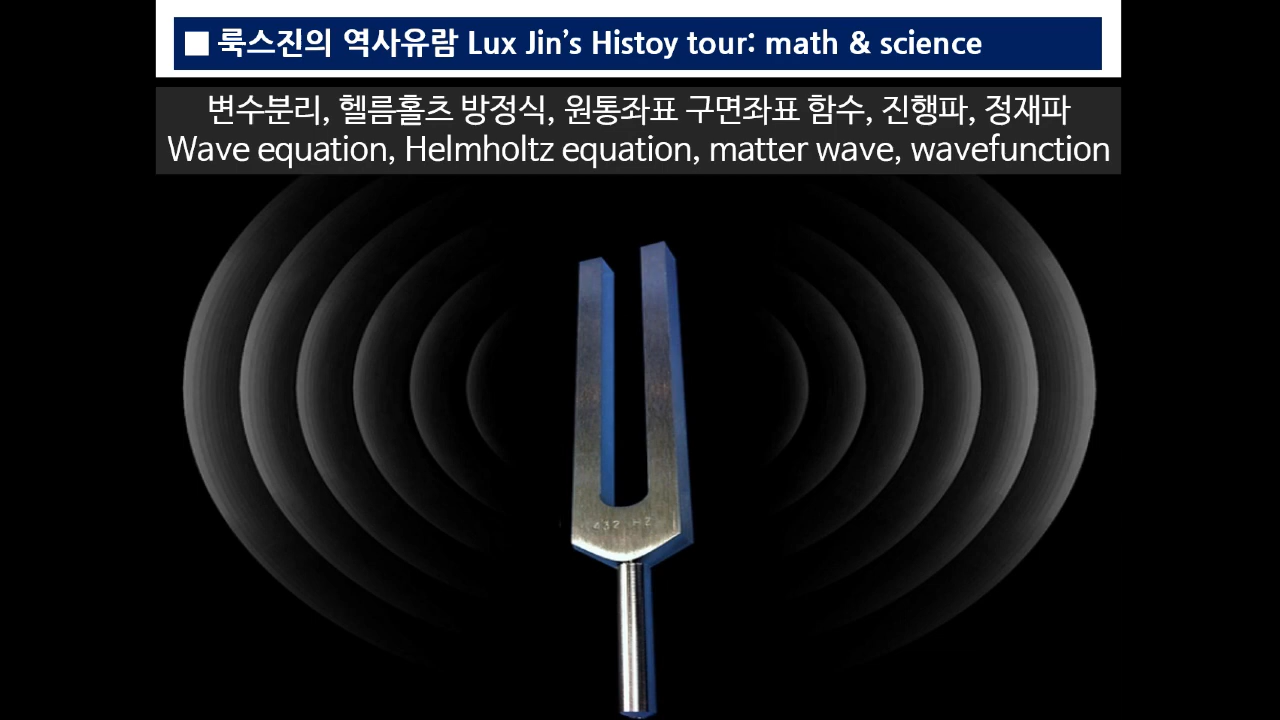 ■ 룩스진의 역사유람 Lux Jin's Histoy tour: math & science
변수분리, 헬름홀츠 방정식, 원통좌표 구면좌표 함수, 진행파, 정재파
Wave equation, Helmholtz equation, matter wave, wavefunction
432 HZ